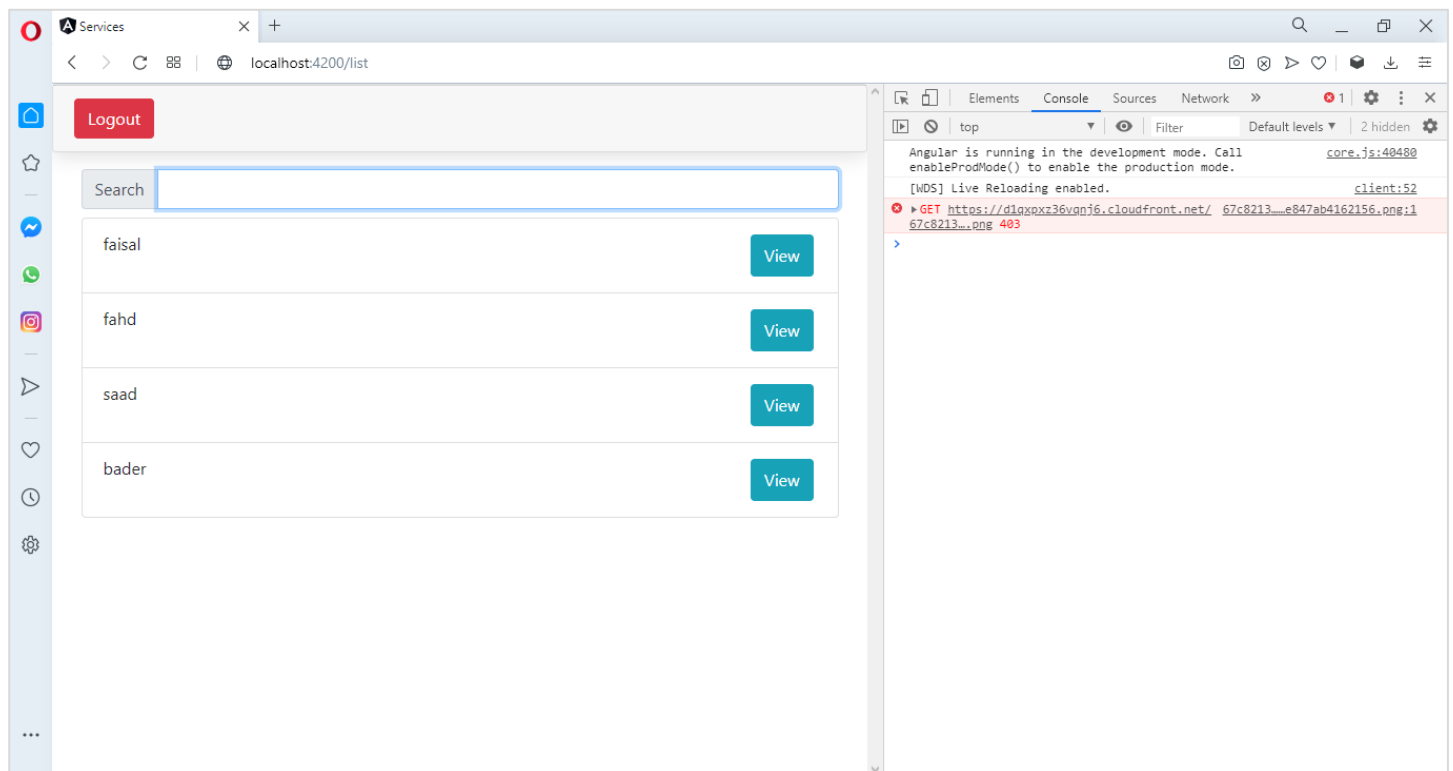 Services
localhost:4200/list
Logout
Search
faisal
View
fahd
View
saad
View
bader
View
Elements Console Sources Network » 1
top Filter Default levels ▼ 2 hidden
Angular is running in the development mode. Call core.js:40480
enableProdMode() to enable the production mode.
[WDS] Live Reloading enabled. client:52
GET https://d1qxpxz36vqnj6.cloudfront.net/ 67c8213……e847ab4162156.png:1
67c8213….png 403